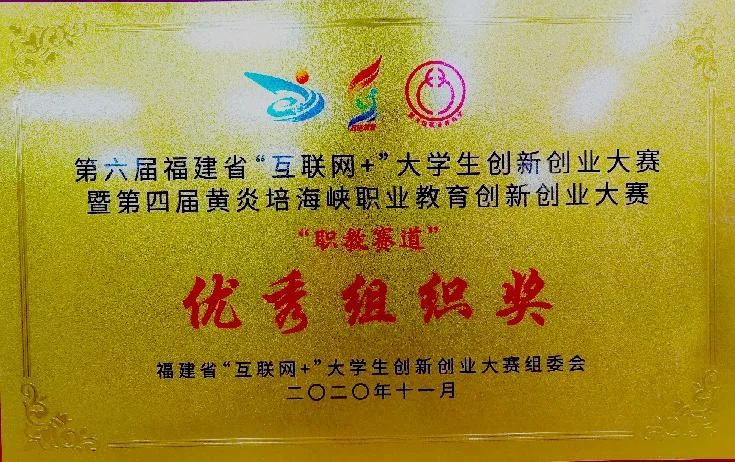 第六届福建省“互联网+”大学生创新创业大赛
暨第四届黄炎培海峡职业教育创新创业大赛
“职教赛道”
优秀组织奖
福建省“互联网+”大学生创新创业大赛组委会
二〇二〇年十一月